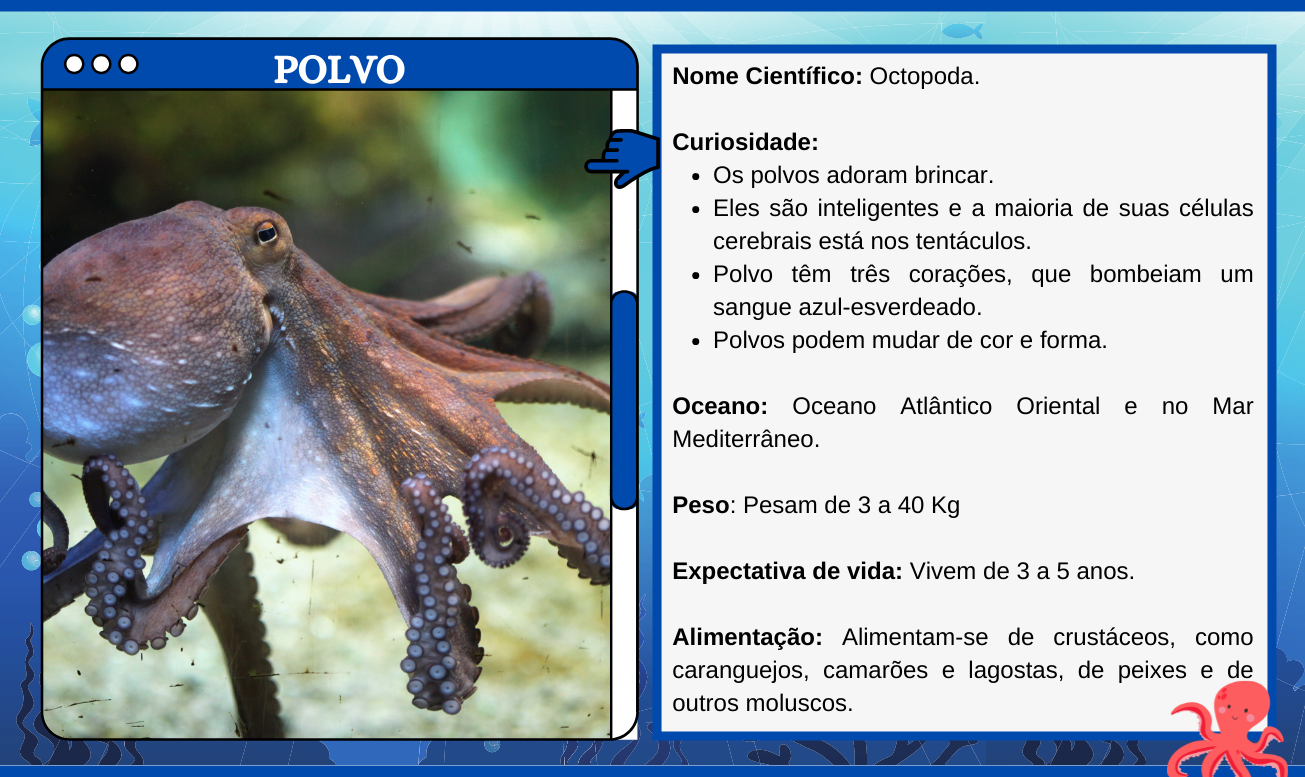 POLVO
Nome Científico: Octopoda.
Curiosidade:
• Os polvos adoram brincar.
• Eles são inteligentes e a maioria de suas células
cerebrais está nos tentáculos.
• Polvo têm três corações, que bombeiam um
sangue azul-esverdeado.
• Polvos podem mudar de cor e forma.
Oceano: Oceano Atlântico Oriental e no Mar
Mediterrâneo.
Peso: Pesam de 3 a 40 Kg
Expectativa de vida: Vivem de 3 a 5 anos.
Alimentação: Alimentam-se de crustáceos, como
caranguejos, camarões e lagostas, de peixes e de
outros moluscos.